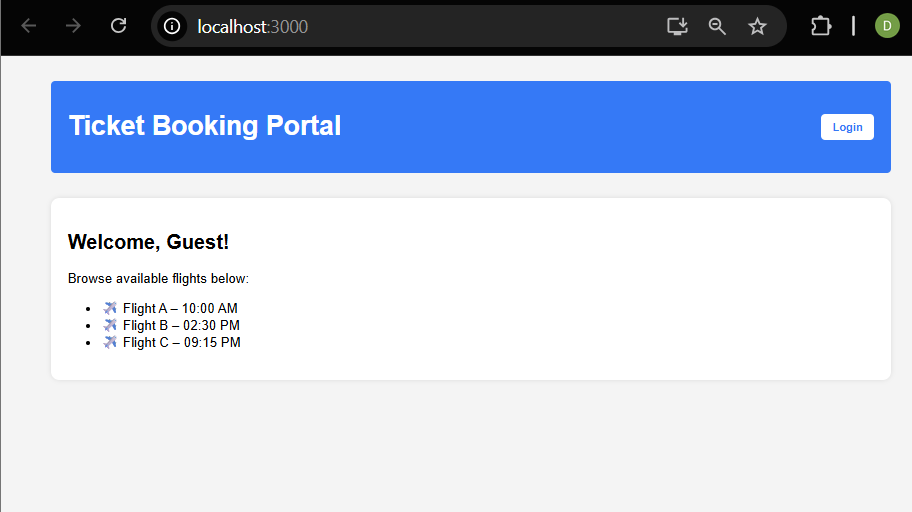 localhost:3000
D
Ticket Booking Portal
Login
Welcome, Guest!
Browse available flights below:
• ✈️ Flight A – 10:00 AM
• ✈️ Flight B – 02:30 PM
• ✈️ Flight C – 09:15 PM